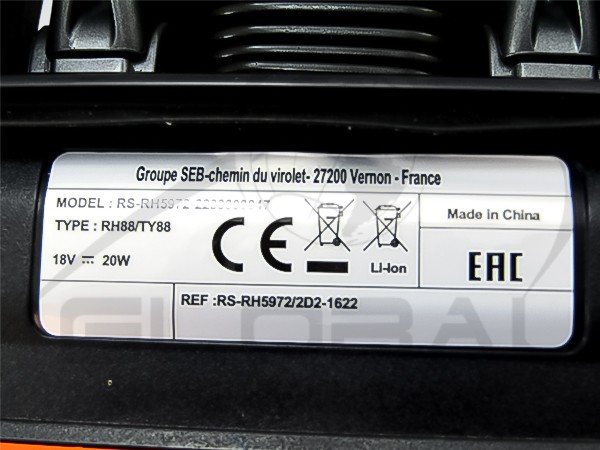 Groupe SEB-chemin du virolet- 27200 Vernon - France
MODEL : RS-RH5972
TYPE : RH88/TY88
18V ⎓ 20W
CE
Li-Ion
Made in China
EAC
REF :RS-RH5972/2D2-1622
GLOBAL